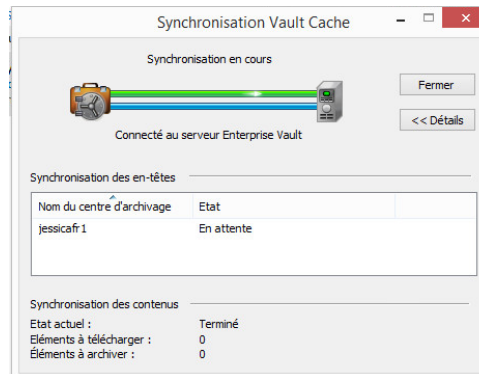 Synchronisation Vault Cache
Synchronisation en cours
Fermer
<< Détails
Connecté au serveur Enterprise Vault
Synchronisation des en-têtes
Nom du centre d'archivage Etat
jessicafr1 En attente
Synchronisation des contenus
Etat actuel : Terminé
Eléments à télécharger : 0
Éléments à archiver : 0